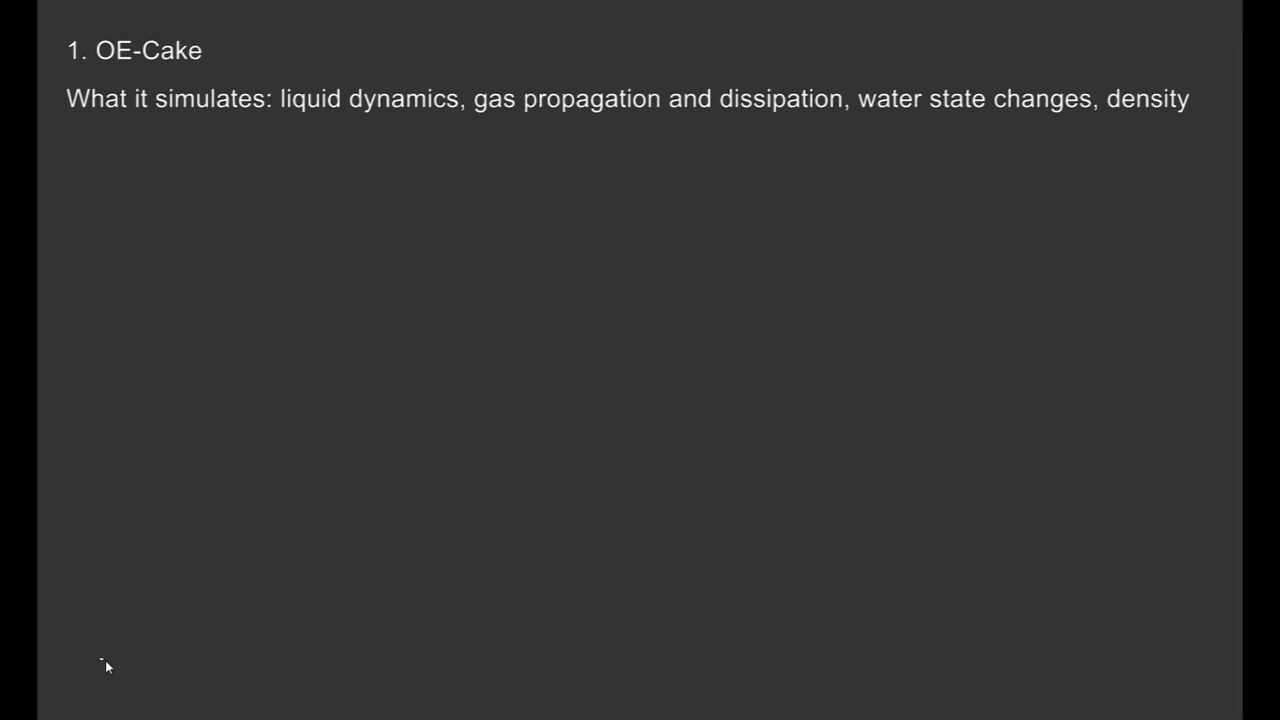 1. OE-Cake
What it simulates: liquid dynamics, gas propagation and dissipation, water state changes, density